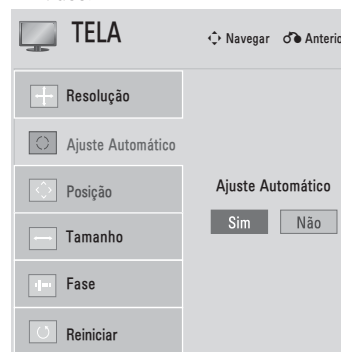 TELA
Navegar
Resolução
Ajuste Automático
Posição
Tamanho
Fase
Reiniciar
Ajuste Automático
Sim Não